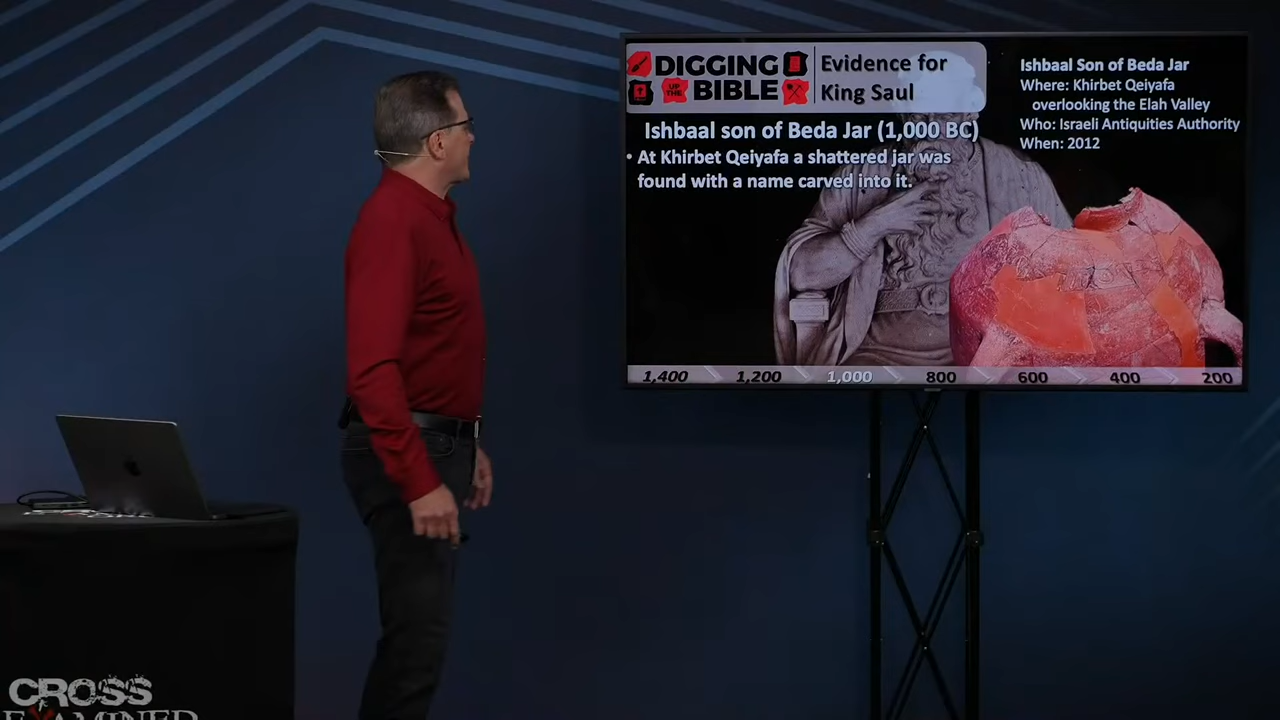 DIGGING
UP THE
BIBLE
Evidence for
King Saul
Ishbaal son of Beda Jar (1,000 BC)
• At Khirbet Qeiyafa a shattered jar was
found with a name carved into it.
Ishbaal Son of Beda Jar
Where: Khirbet Qeiyafa
overlooking the Elah Valley
Who: Israeli Antiquities Authority
When: 2012
1,400 1,200 1,000 800 600 400 200
CROSS
EXAMINED